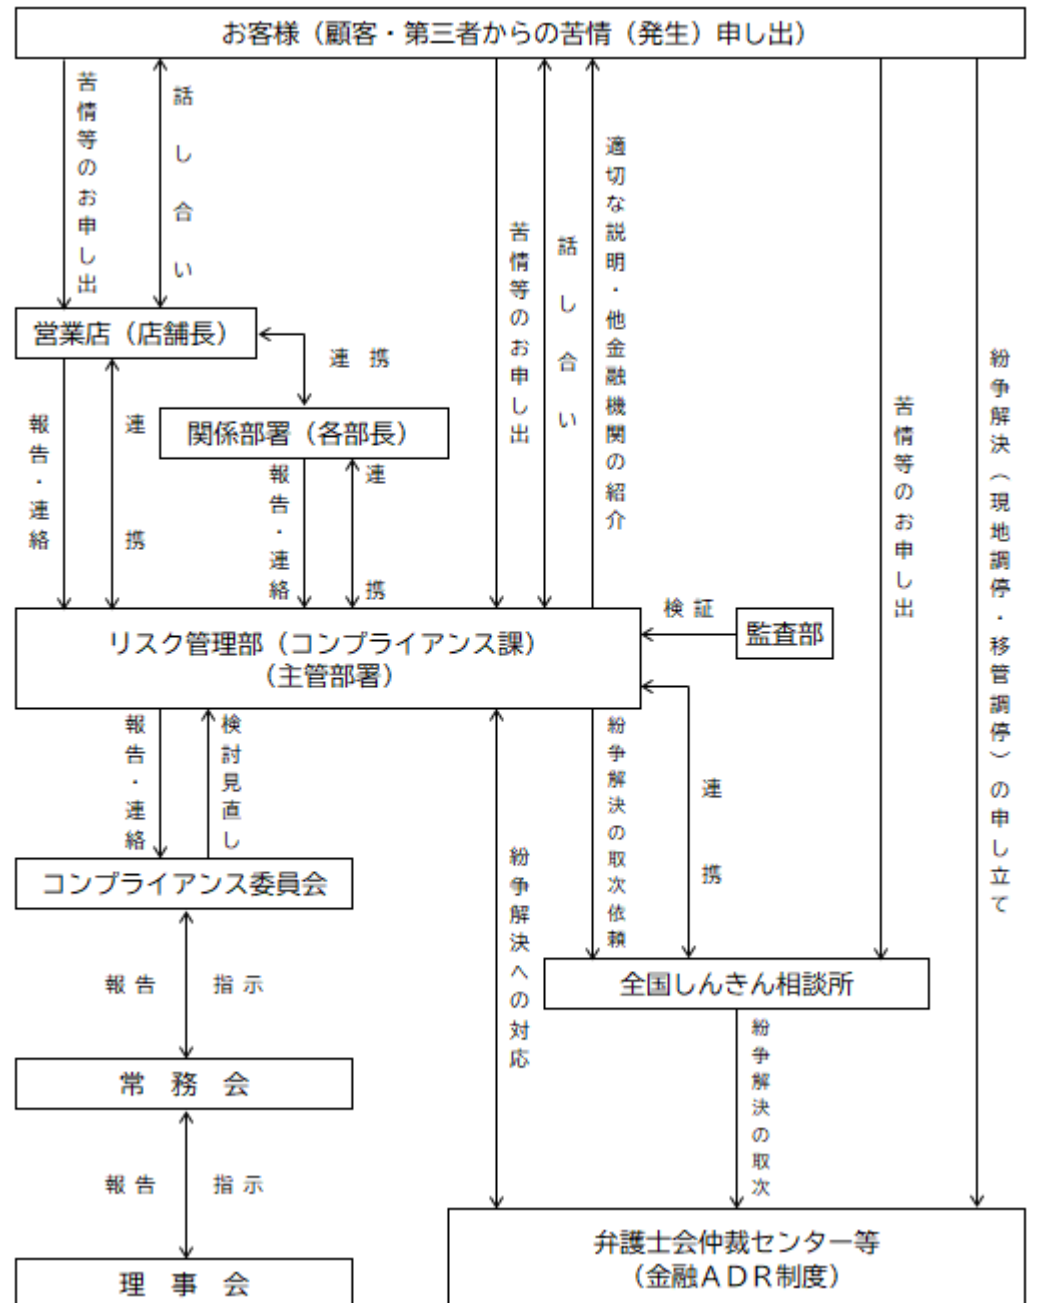 お客様（顧客・第三者からの苦情（発生）申し出）
苦情等のお申し出
話し合い
苦情等のお申し出
話し合い
適切な説明・他金融機関の紹介
苦情等のお申し出
紛争解決（現地調停・移管調停）の申し立て
営業店（店舗長）
連携
関係部署（各部長）
報告・連絡
連携
報告・連絡
連携
リスク管理部（コンプライアンス課）
（主管部署）
検証
監査部
報告・連絡
検討見直し
紛争解決への対応
紛争解決の取次依頼
連携
コンプライアンス委員会
全国しんきん相談所
報告
指示
紛争解決の取次
常務会
報告
指示
理事会
弁護士会仲裁センター等
（金融ＡＤＲ制度）